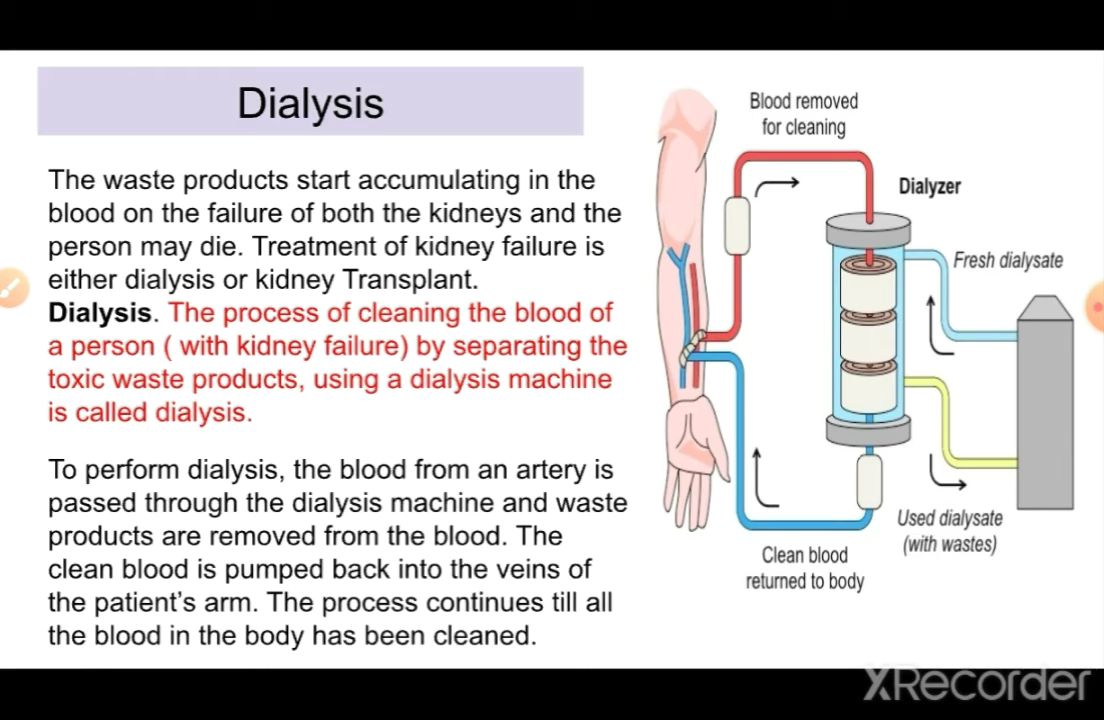 Dialysis
The waste products start accumulating in the
blood on the failure of both the kidneys and the
person may die. Treatment of kidney failure is
either dialysis or kidney Transplant.
Dialysis. The process of cleaning the blood of
a person ( with kidney failure) by separating the
toxic waste products, using a dialysis machine
is called dialysis.
To perform dialysis, the blood from an artery is
passed through the dialysis machine and waste
products are removed from the blood. The
clean blood is pumped back into the veins of
the patient's arm. The process continues till all
the blood in the body has been cleaned.
Blood removed
for cleaning
Dialyzer
Fresh dialysate
Used dialysate
(with wastes)
Clean blood
returned to body
XRecorder